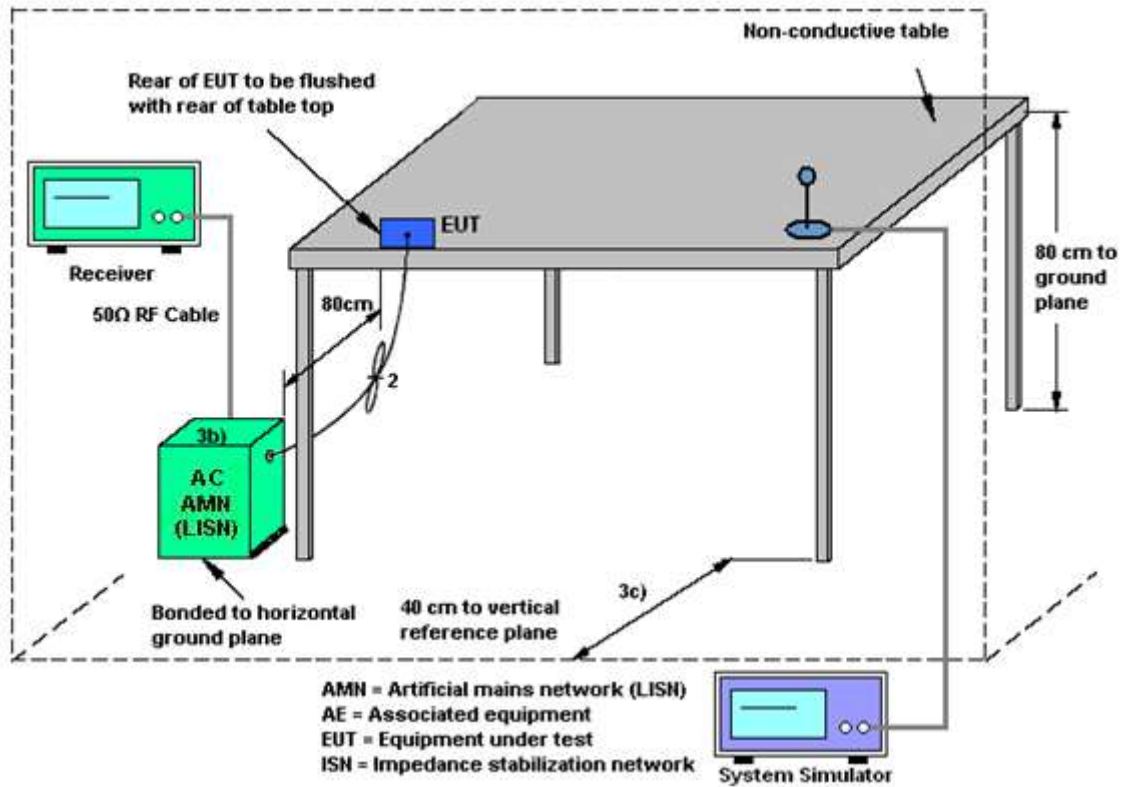 Non-conductive table
Rear of EUT to be flushed
with rear of table top
EUT
Receiver
80cm
80 cm to
ground
plane
50Ω RF Cable
2
3b)
AC
AMN
(LISN)
3c)
Bonded to horizontal
ground plane
40 cm to vertical
reference plane
AMN = Artificial mains network (LISN)
AE = Associated equipment
EUT = Equipment under test
ISN = Impedance stabilization network
System Simulator